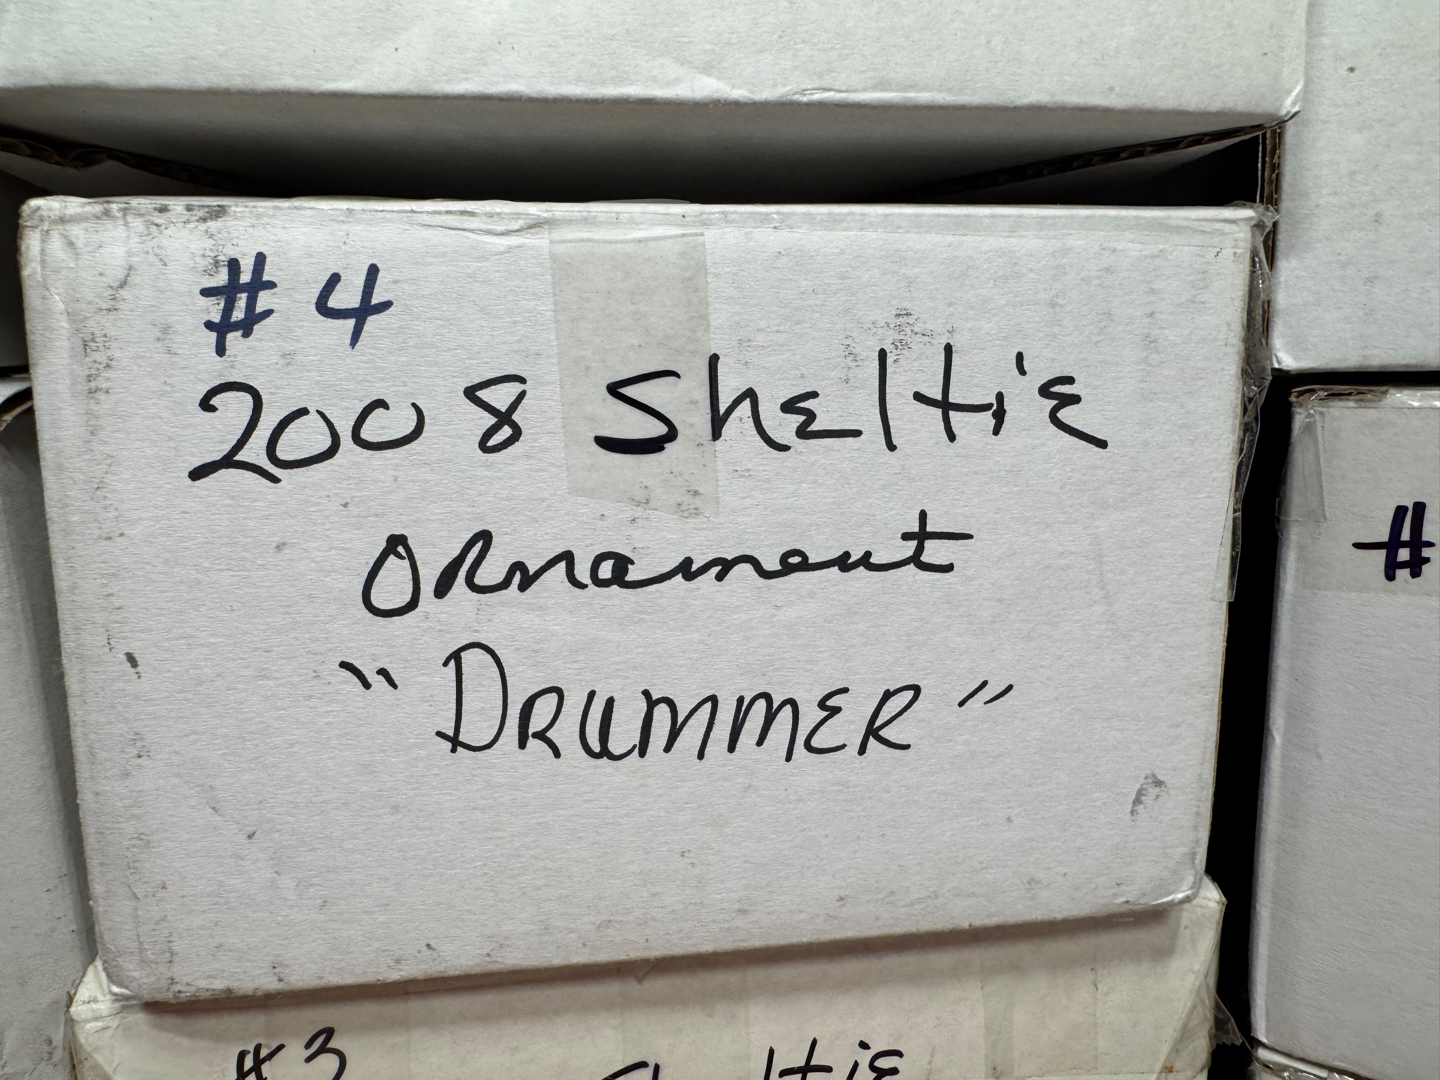 #4
2008 Sheltie
Ornament
"DRUMMER"
#
#3